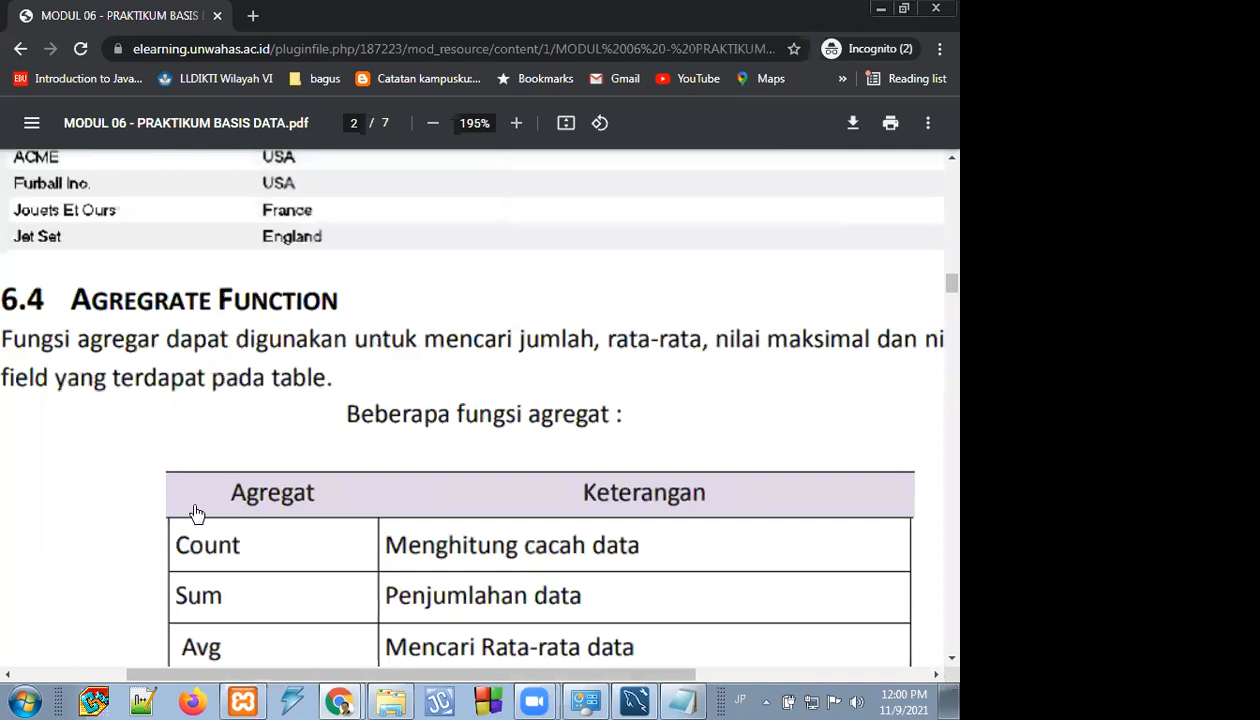 MODUL 06 - PRAKTIKUM BASIS D
elearning.unwahas.ac.id/pluginfile.php/187223/mod_resource/content/1/MODUL%2006%20-%20PRAKTIKUM...
Incognito (2)
Introduction to Java...
LLDIKTI Wilayah VI
bagus
Catatan kampusku:...
Bookmarks
Gmail
YouTube
Maps
»
Reading list
MODUL 06 - PRAKTIKUM BASIS DATA.pdf
2 / 7
195%
ACME USA
Furball Inc. USA
Jouets Et Ours France
Jet Set England
6.4 AGREGRATE FUNCTION
Fungsi agregar dapat digunakan untuk mencari jumlah, rata-rata, nilai maksimal dan ni
field yang terdapat pada table.
Beberapa fungsi agregat :
Agregat Keterangan
Count Menghitung cacah data
Sum Penjumlahan data
Avg Mencari Rata-rata data
JP
12:00 PM
11/9/2021